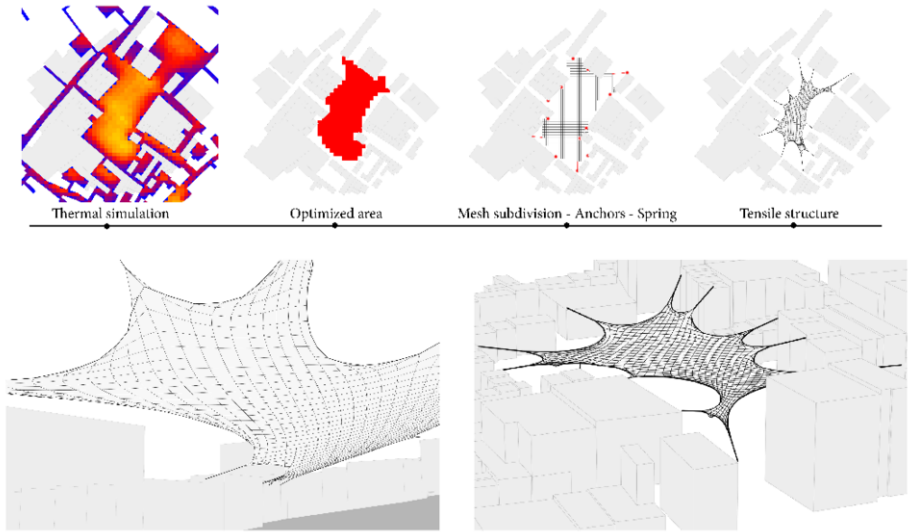 Thermal simulation
Optimized area
Mesh subdivision - Anchors - Spring
Tensile structure